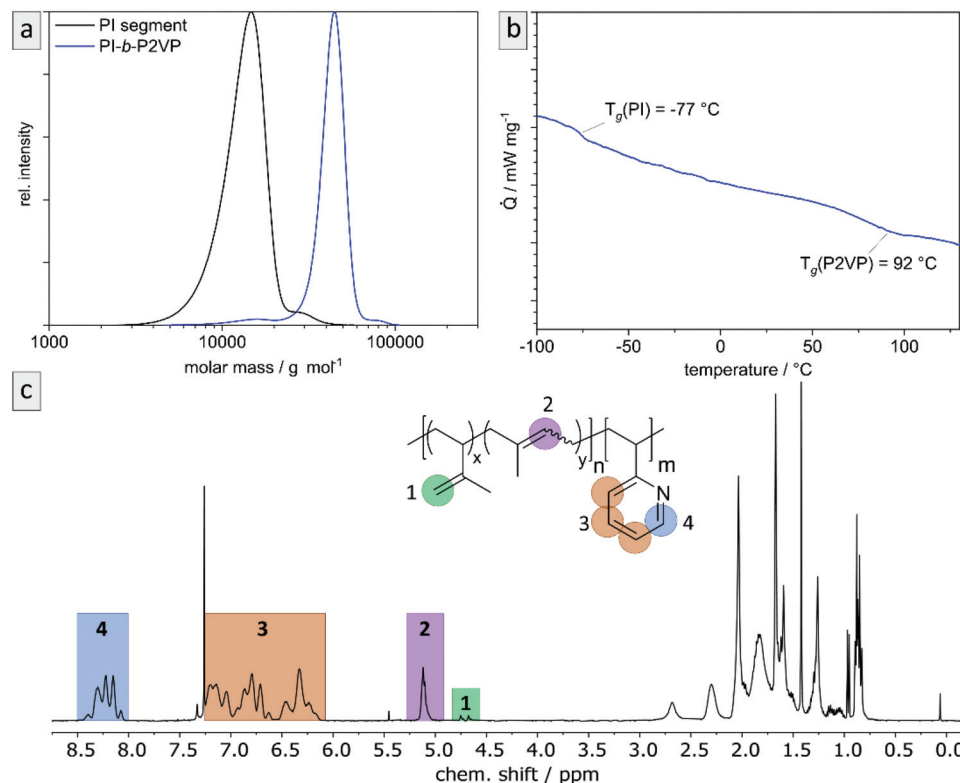 a
PI segment
PI-b-P2VP
rel. intensity
1000 10000 100000
molar mass / g mol⁻¹
b
Tg(PI) = -77 °C
Tg(P2VP) = 92 °C
Q̇ / mW mg⁻¹
-100 -50 0 50 100
temperature / °C
c
2
x y n m
1 N
3 4
4 3 2 1
8.5 8.0 7.5 7.0 6.5 6.0 5.5 5.0 4.5 4.0 3.5 3.0 2.5 2.0 1.5 1.0 0.5 0.0
chem. shift / ppm